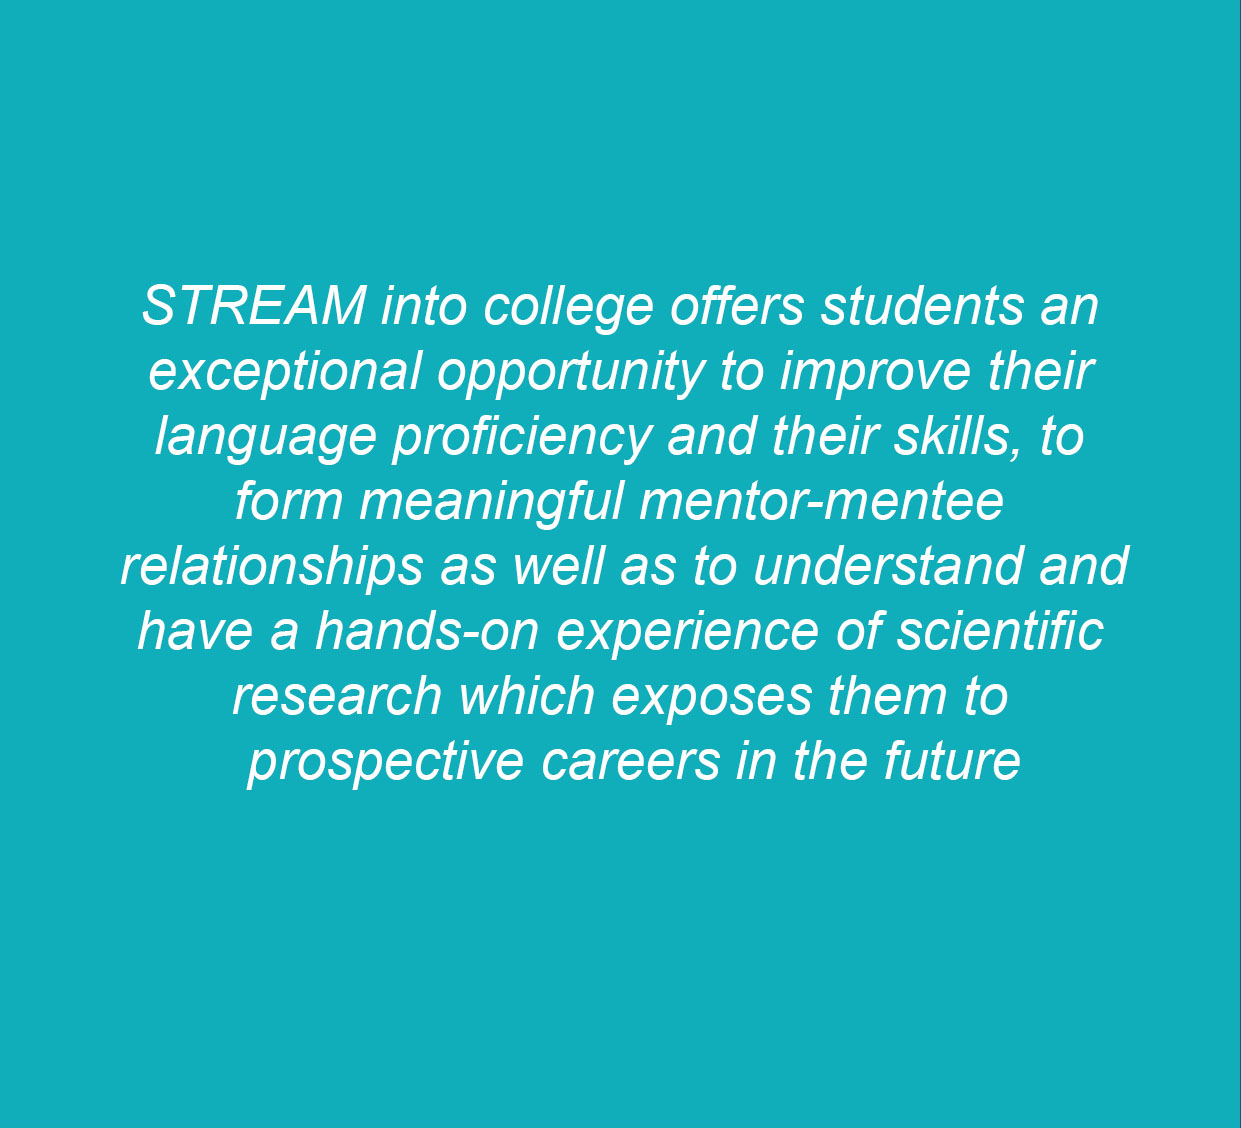 STREAM into college offers students an
exceptional opportunity to improve their
language proficiency and their skills, to
form meaningful mentor-mentee
relationships as well as to understand and
have a hands-on experience of scientific
research which exposes them to
prospective careers in the future